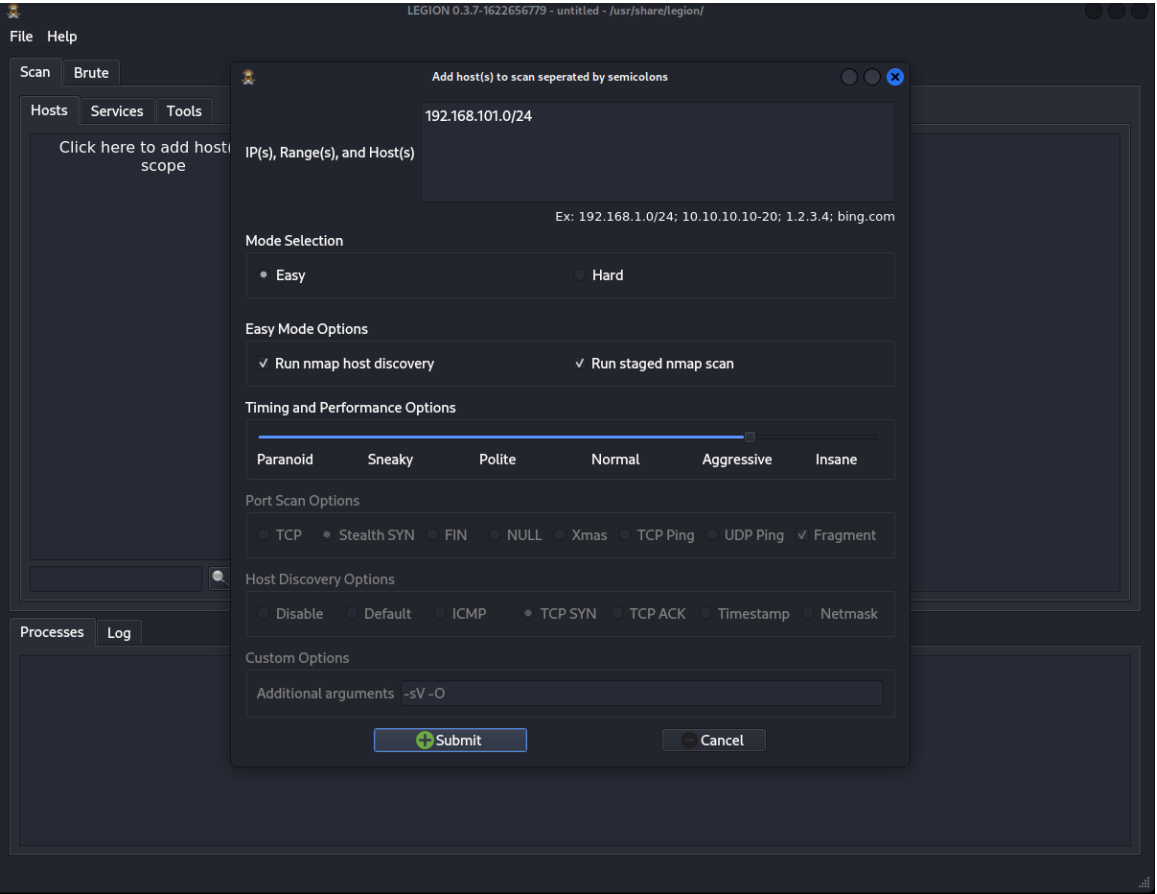 LEGION 0.3.7-1622656779 - untitled - /usr/share/legion/
File Help
Scan Brute
Hosts Services Tools
Click here to add host(
scope
Add host(s) to scan seperated by semicolons
IP(s), Range(s), and Host(s)
192.168.101.0/24
Ex: 192.168.1.0/24; 10.10.10.10-20; 1.2.3.4; bing.com
Mode Selection
Easy Hard
Easy Mode Options
Run nmap host discovery Run staged nmap scan
Timing and Performance Options
Paranoid Sneaky Polite Normal Aggressive Insane
Port Scan Options
TCP Stealth SYN FIN NULL Xmas TCP Ping UDP Ping Fragment
Host Discovery Options
Disable Default ICMP TCP SYN TCP ACK Timestamp Netmask
Custom Options
Additional arguments -sV -O
Submit Cancel
Processes Log